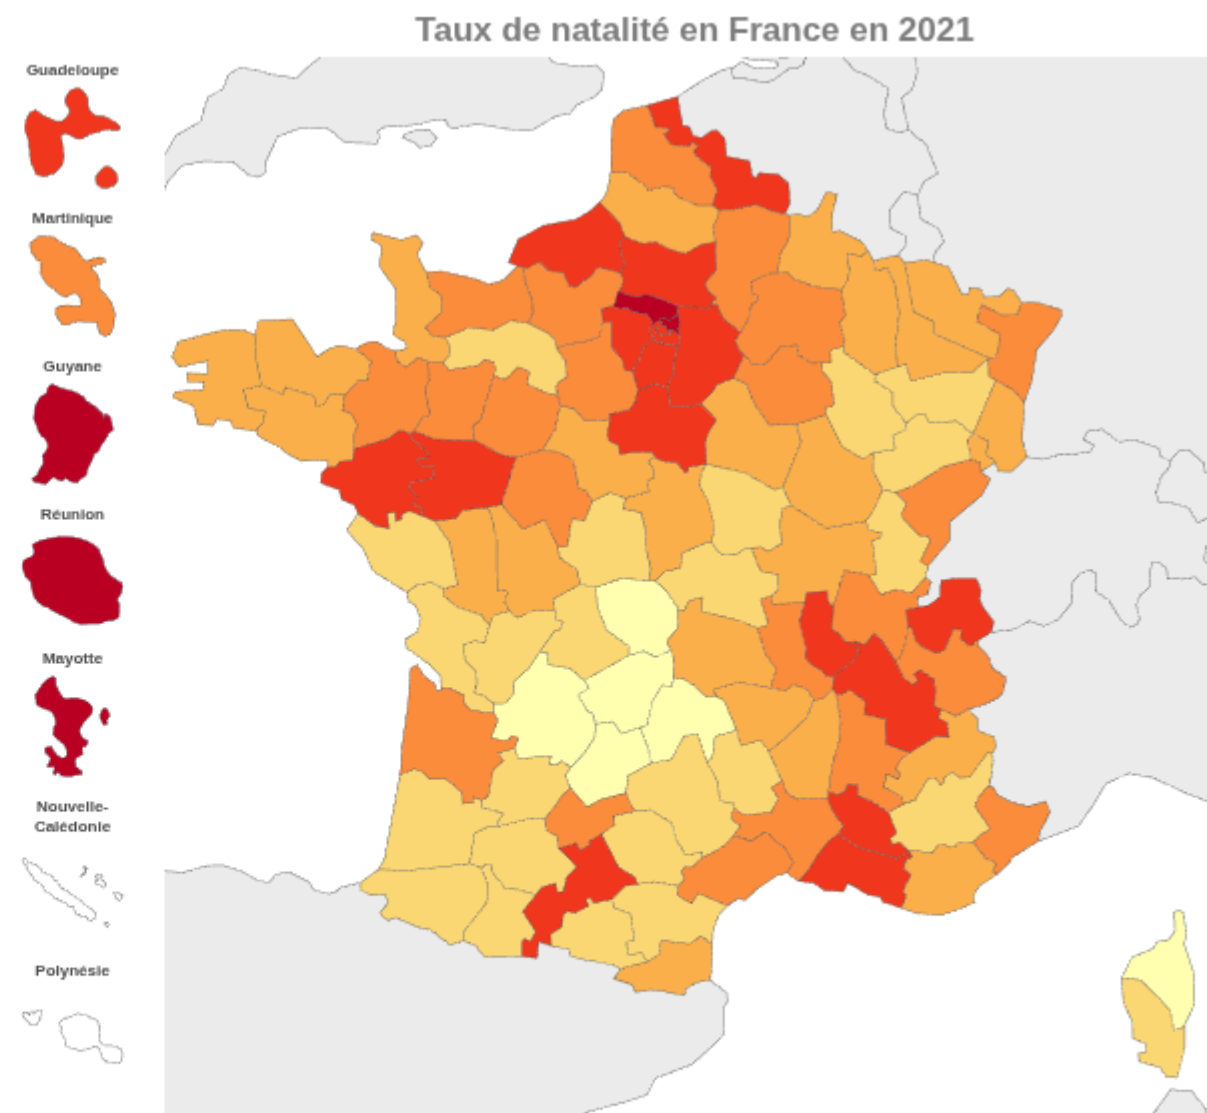 Taux de natalité en France en 2021
Guadeloupe
Martinique
Guyane
Réunion
Mayotte
Nouvelle-
Calédonie
Polynésie